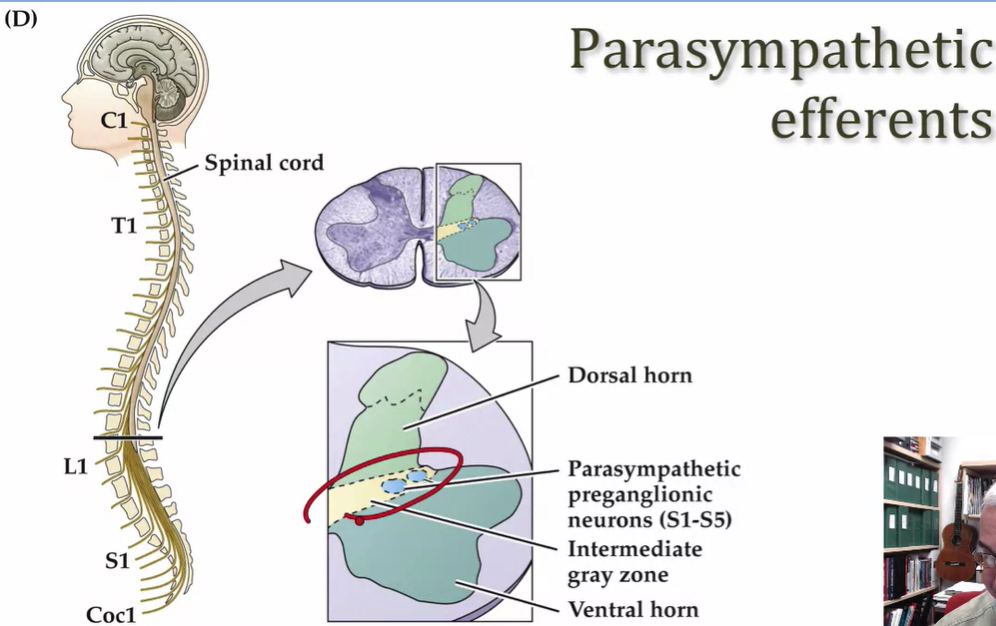 (D)
Parasympathetic
efferents
C1
Spinal cord
T1
L1
S1
Coc1
Dorsal horn
Parasympathetic
preganglionic
neurons (S1-S5)
Intermediate
gray zone
Ventral horn